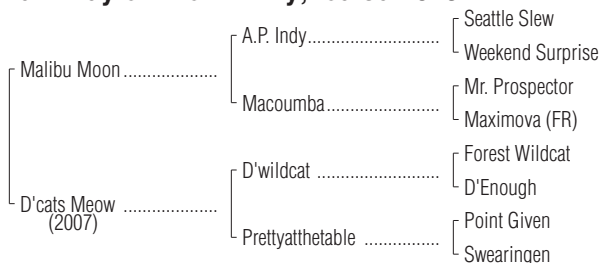 Seattle Slew
A.P. Indy
Weekend Surprise
Malibu Moon
Mr. Prospector
Macoumba
Maximova (FR)
Forest Wildcat
D'wildcat
D'Enough
D'cats Meow
(2007)
Point Given
Prettyatthetable
Swearingen